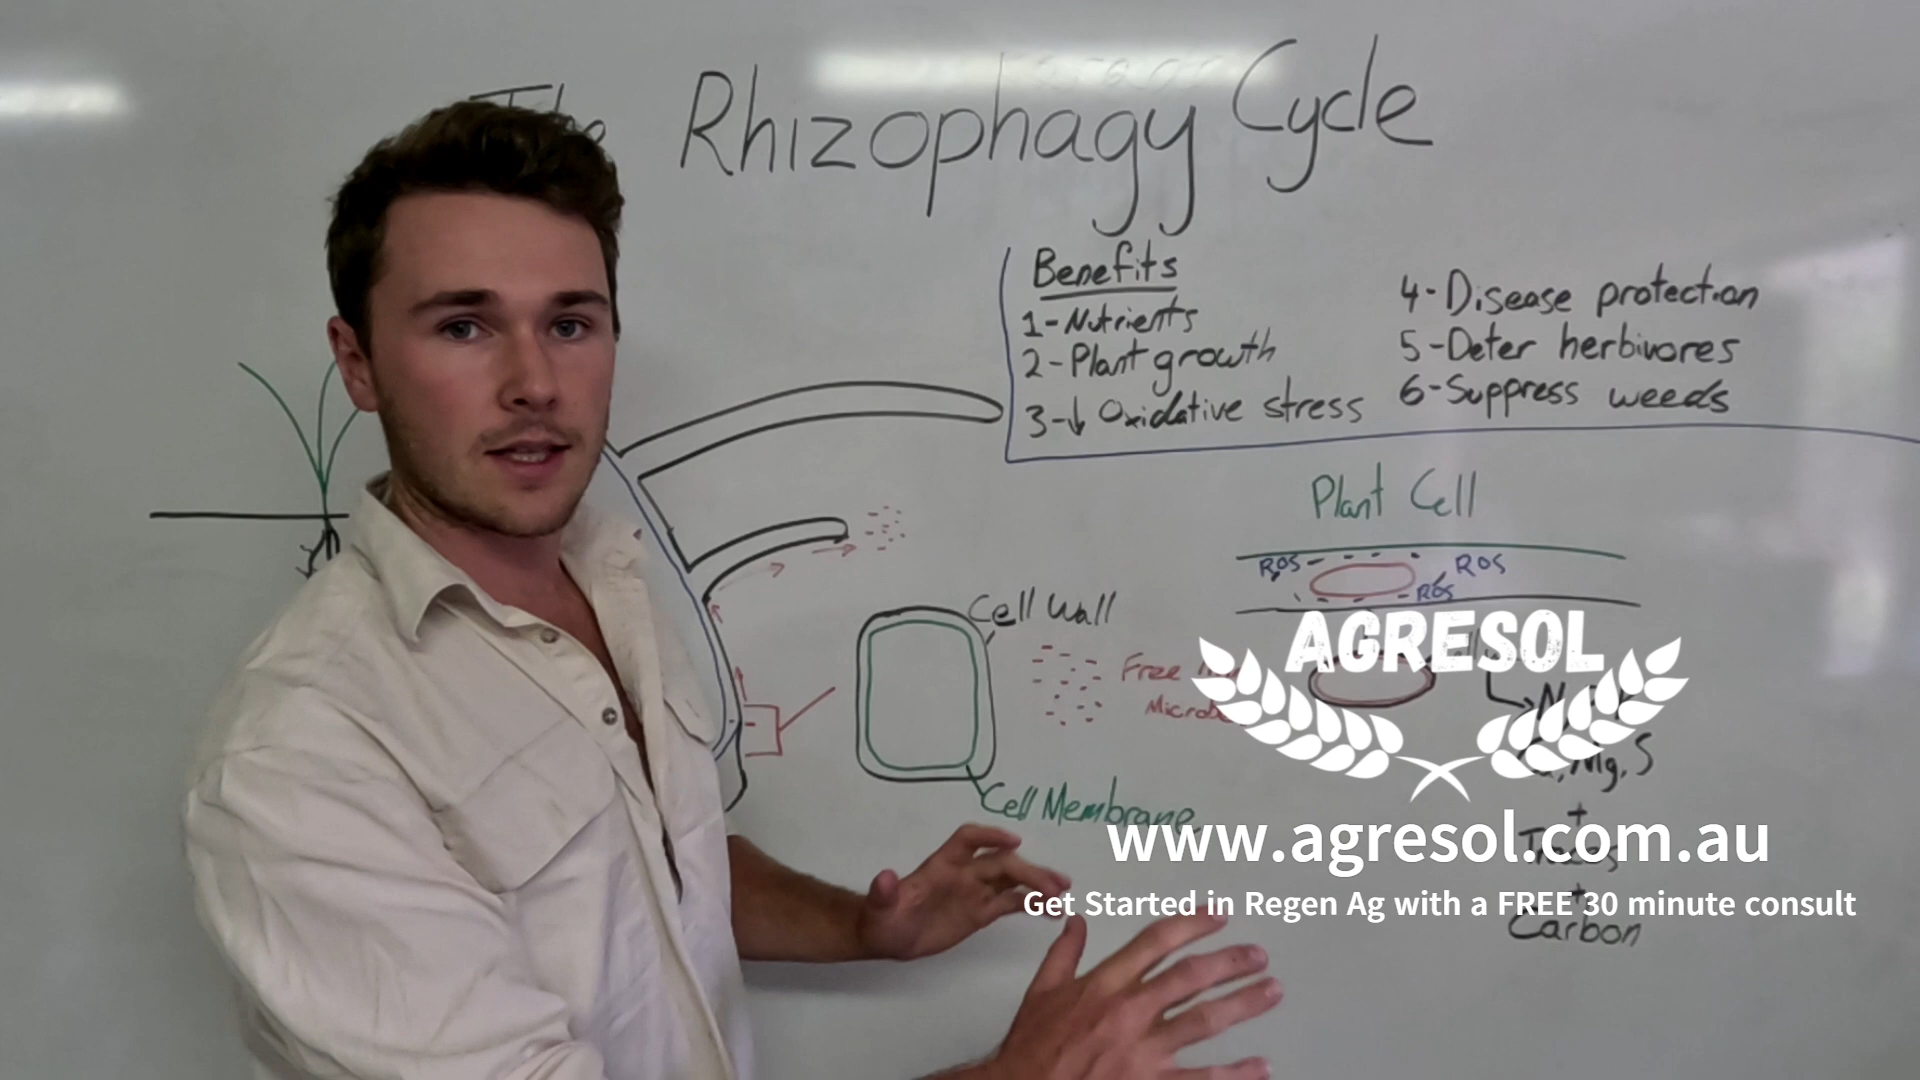 The Rhizophagy Cycle
Benefits
1-Nutrients
2-Plant growth
3-↓ Oxidative stress
4-Disease protection
5-Deter herbivores
6-Suppress weeds
Plant Cell
ROS
ROS
ROS
Cell Wall
Free
Cell Membrane
AGRESOL
Mg, S
+
www.agresol.com.au
+
Get Started in Regen Ag with a FREE 30 minute consult
Carbon